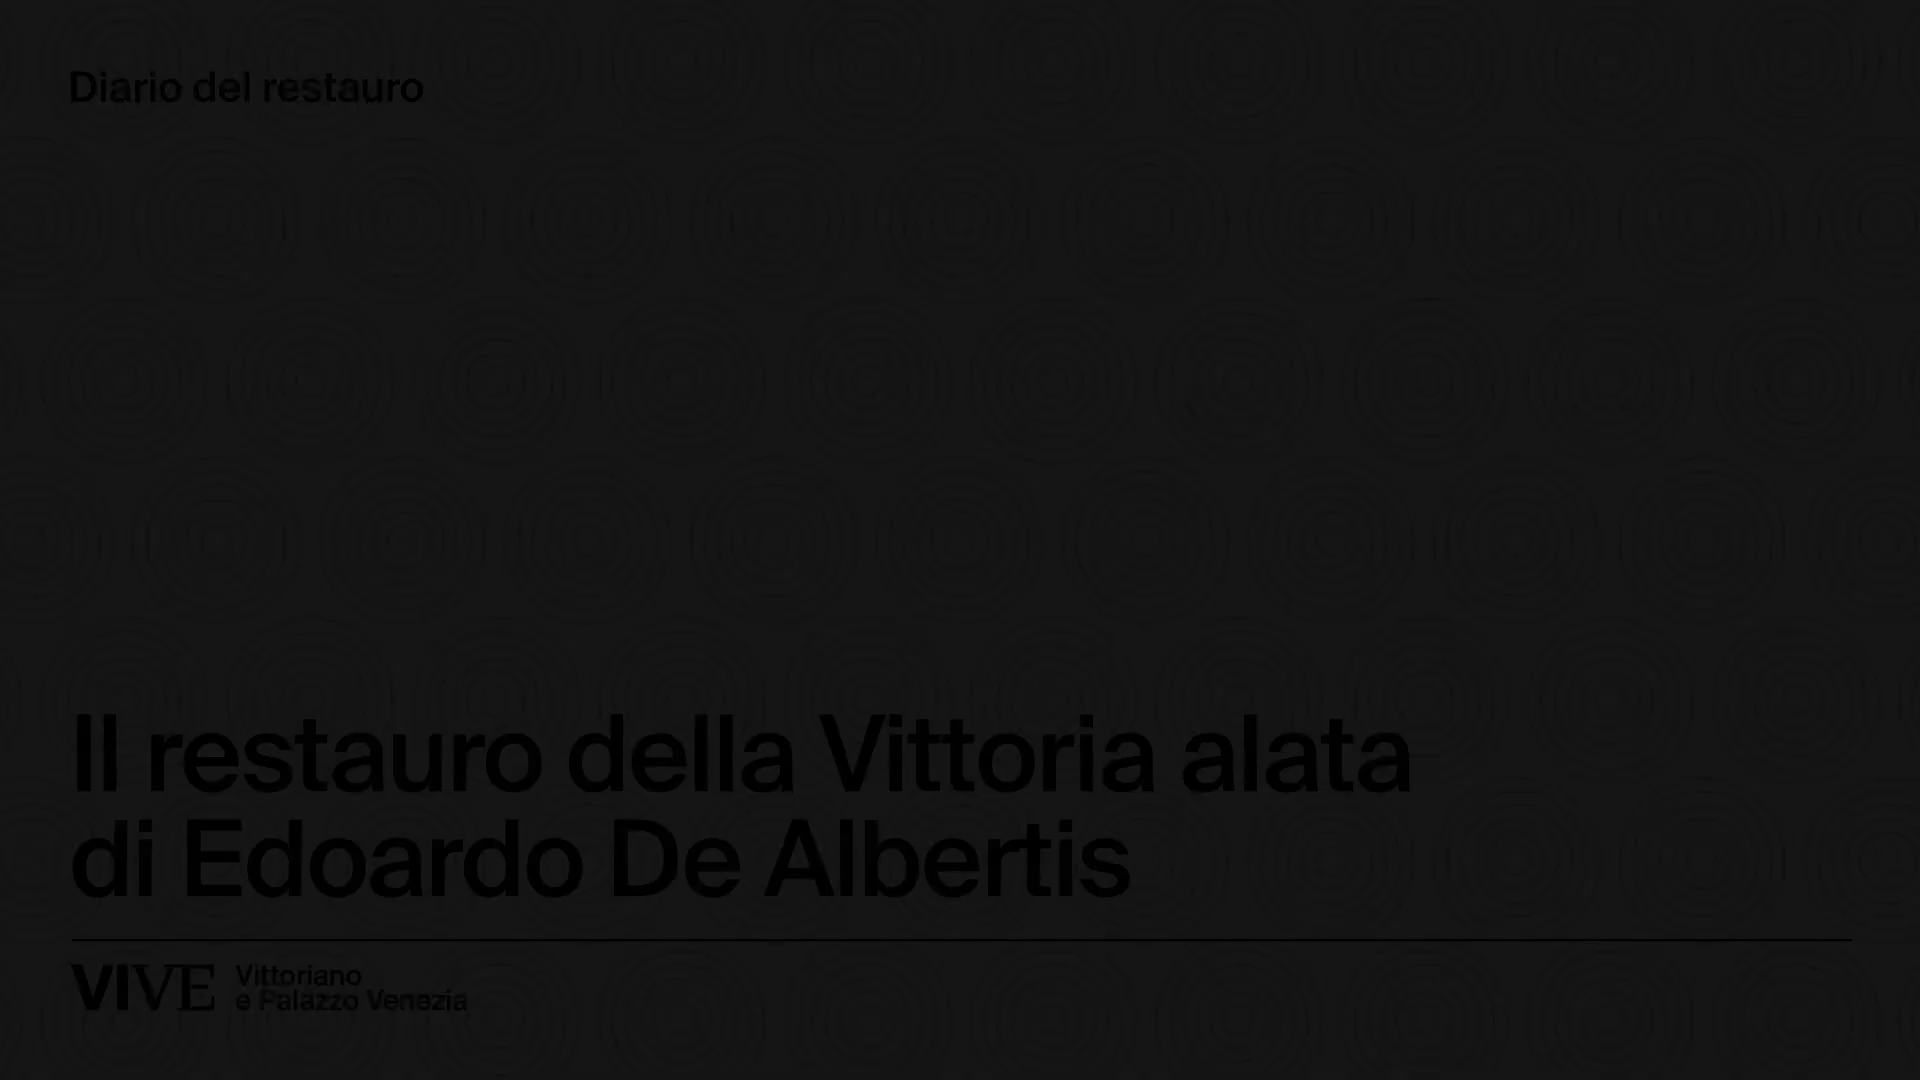 Diario del restauro
Il restauro della Vittoria alata
di Edoardo De Albertis
VIVE
Vittoriano
e Palazzo Venezia